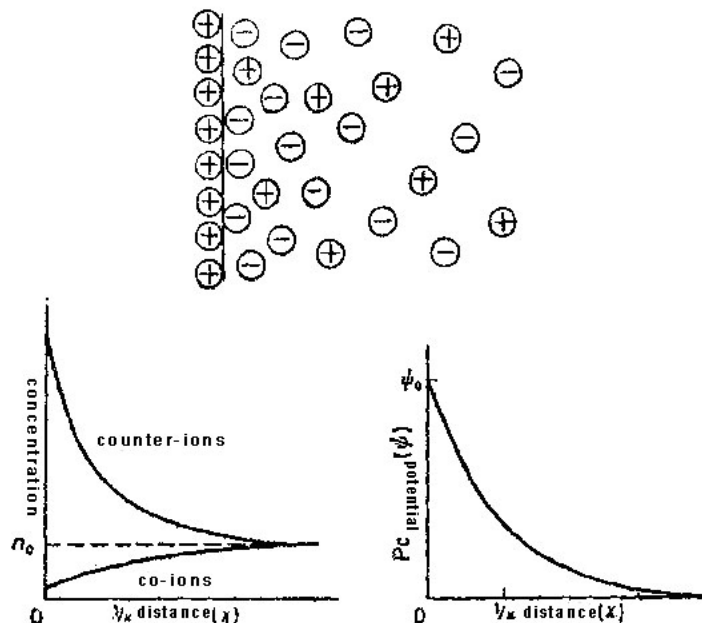 concentration
counter-ions
n₀
co-ions
0
1/κ distance(x)
ψ₀
potential
(ψ)
0
1/κ distance(x)